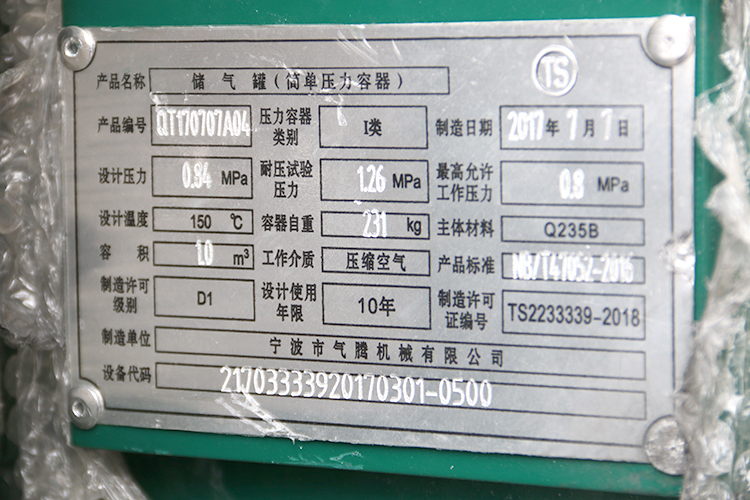 TS
产品名称 储气罐(简单压力容器)
产品编号 QT170707A04 压力容器类别 I类 制造日期 2017年7月7日
设计压力 0.84 MPa 耐压试验压力 1.26 MPa 最高允许工作压力 0.8 MPa
设计温度 150 ℃ 容器自重 231 kg 主体材料 Q235B
容积 1.0 m³ 工作介质 压缩空气 产品标准 NB/T47052-2016
制造许可级别 D1 设计使用年限 10年 制造许可证编号 TS2233339-2018
制造单位 宁波市气腾机械有限公司
设备代码 21703333920170301-0500